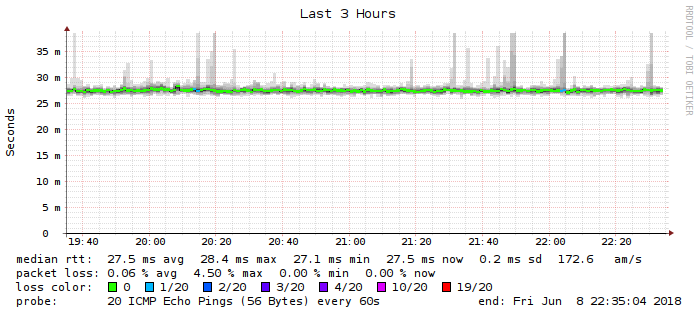 Last 3 Hours
RRDTOOL / TOBI OETIKER
Seconds
35 m
30 m
25 m
20 m
15 m
10 m
5 m
0
19:40 20:00 20:20 20:40 21:00 21:20 21:40 22:00 22:20
median rtt: 27.5 ms avg 28.4 ms max 27.1 ms min 27.5 ms now 0.2 ms sd 172.6 am/s
packet loss: 0.06 % avg 4.50 % max 0.00 % min 0.00 % now
loss color: 0 1/20 2/20 3/20 4/20 10/20 19/20
probe: 20 ICMP Echo Pings (56 Bytes) every 60s end: Fri Jun 8 22:35:04 2018